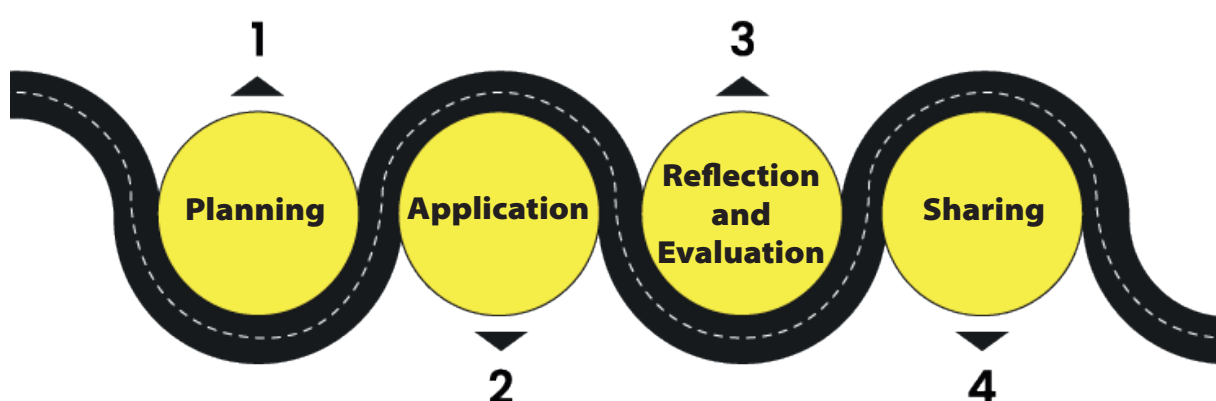 1
Planning
2
Application
3
Reflection
and
Evaluation
4
Sharing